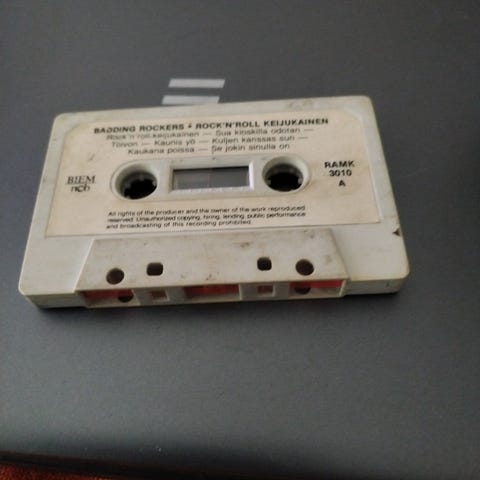 BADDING ROCKERS - ROCK'N'ROLL KEIJUKAINEN
Rock'n roll-keijukainen — Sua kioskilla odotan —
Toivon — Kaunis yö — Kuljen kanssas sun —
Kaukana poissa — Se jokin sinulla on
BIEM
ncb
RAMK
3010
A
All rights of the producer and the owner of the work reproduced
reserved. Unauthorized copying, hiring, lending, public performance
and broadcasting of this recording prohibited.